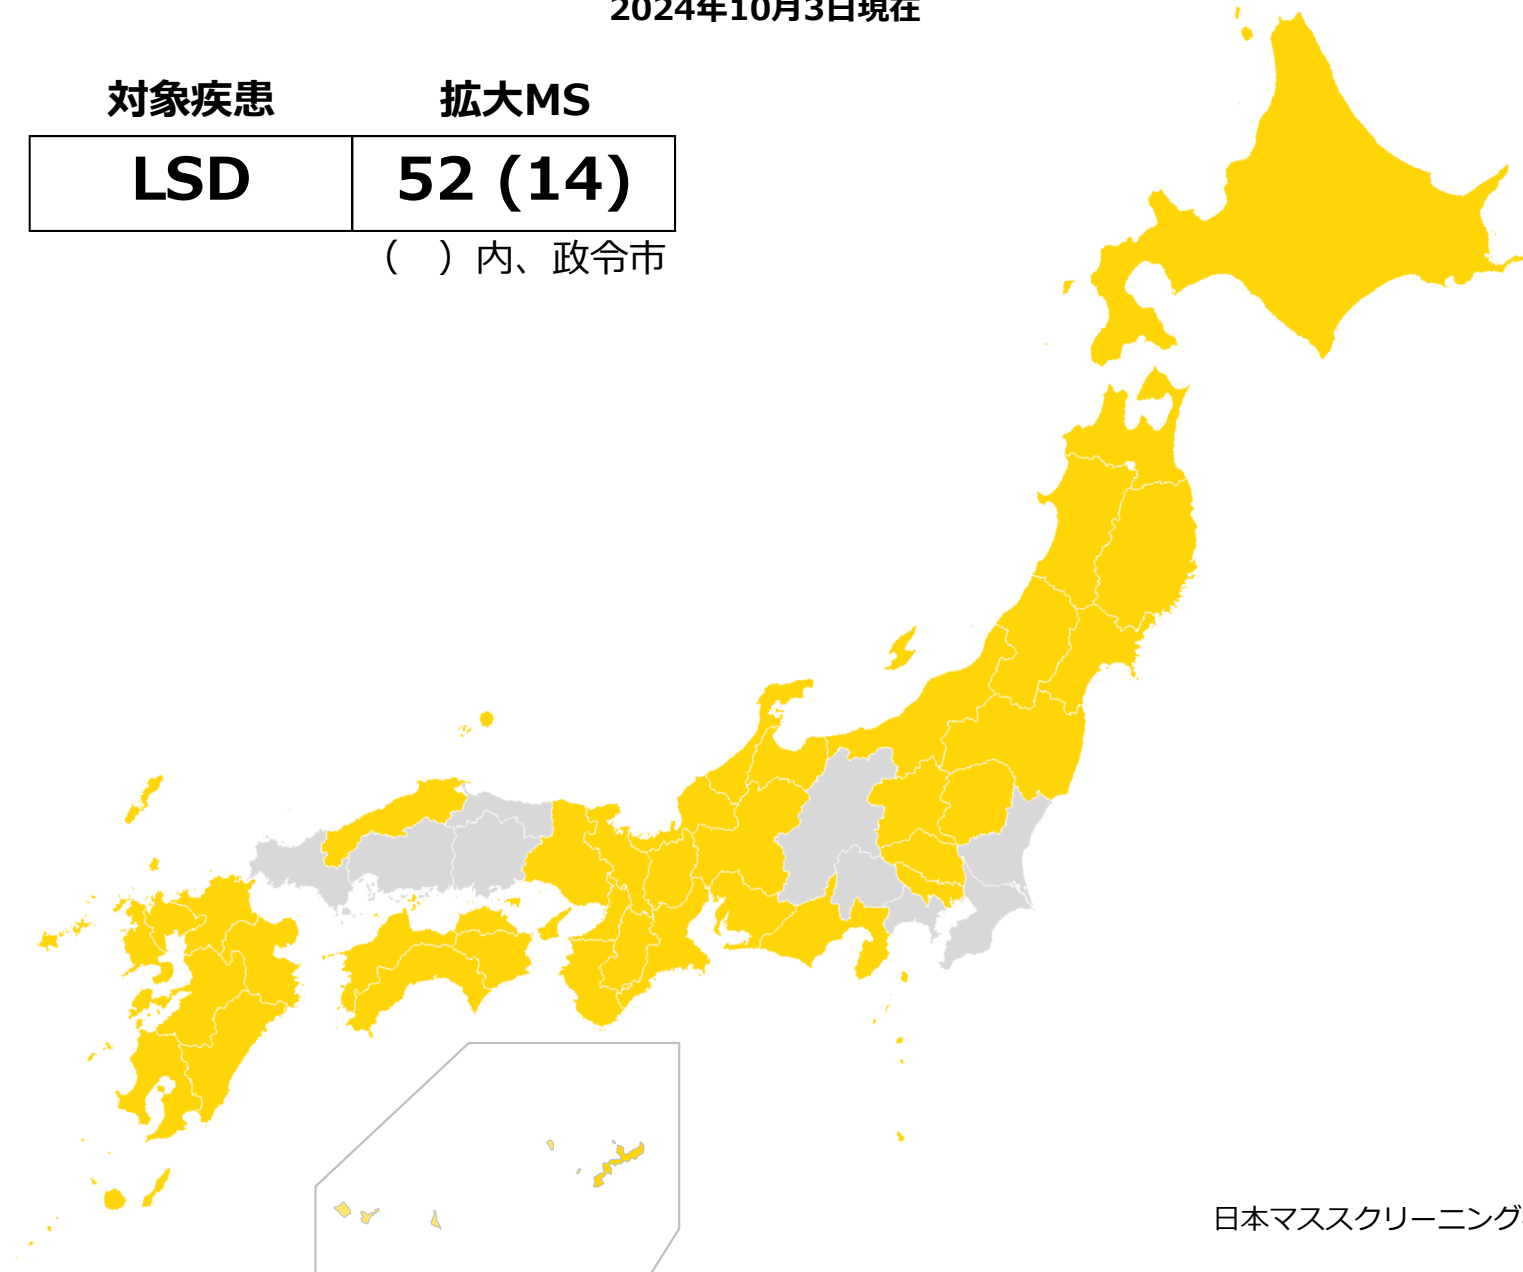 2024年10月3日現在
対象疾患 拡大MS
LSD 52 (14)
（　）内、政令市
日本マススクリーニング